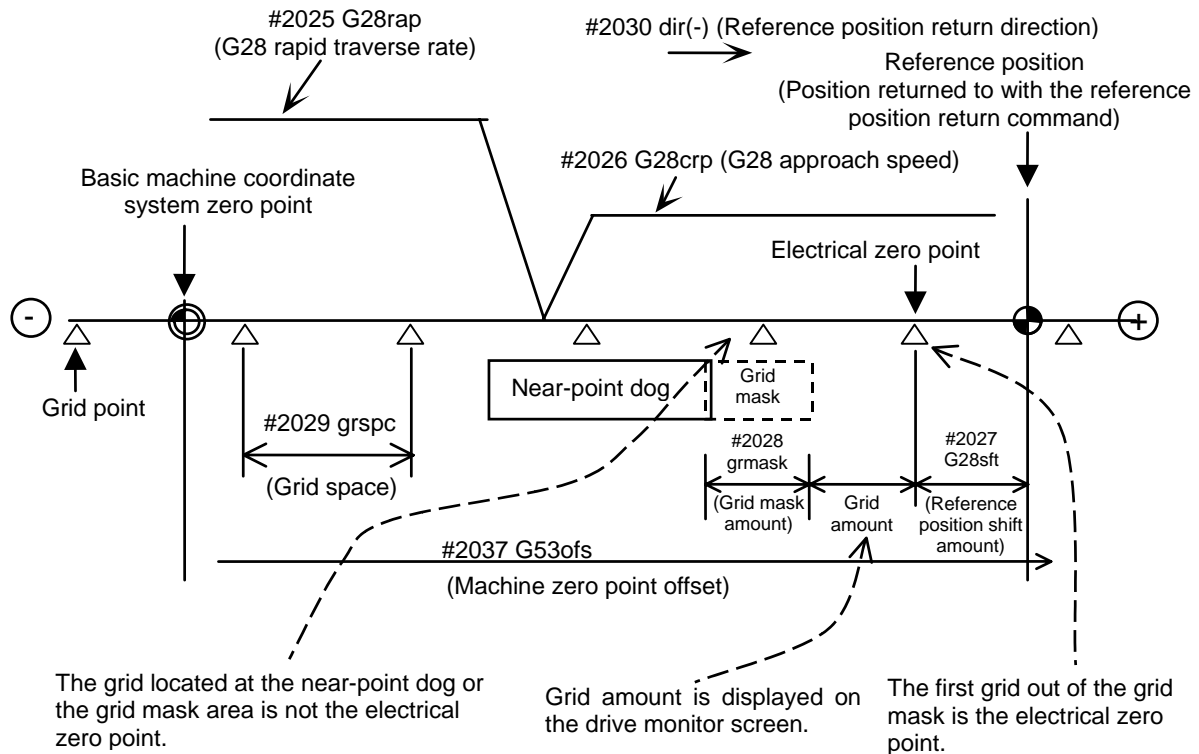 #2025 G28rap
(G28 rapid traverse rate)
#2030 dir(-) (Reference position return direction)
Reference position
(Position returned to with the reference
position return command)
#2026 G28crp (G28 approach speed)
Basic machine coordinate
system zero point
Electrical zero point
-
+
Grid point
Near-point dog
Grid
mask
#2029 grspc
(Grid space)
#2028
grmask
(Grid mask
amount)
Grid
amount
#2027
G28sft
(Reference
position shift
amount)
#2037 G53ofs
(Machine zero point offset)
The grid located at the near-point dog or
the grid mask area is not the electrical
zero point.
Grid amount is displayed on
the drive monitor screen.
The first grid out of the grid
mask is the electrical zero
point.